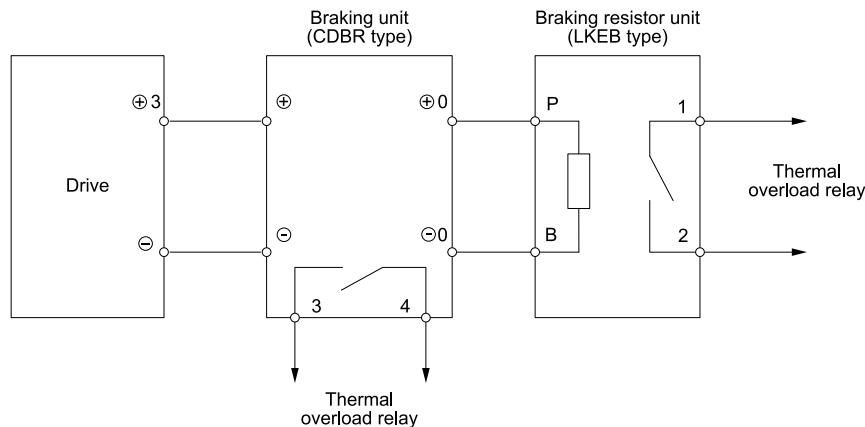 Braking unit
(CDBR type)
Braking resistor unit
(LKEB type)
⊕3
⊕
⊕0
P
1
Drive
Thermal
overload relay
⊖
⊖
⊖0
B
2
3
4
Thermal
overload relay